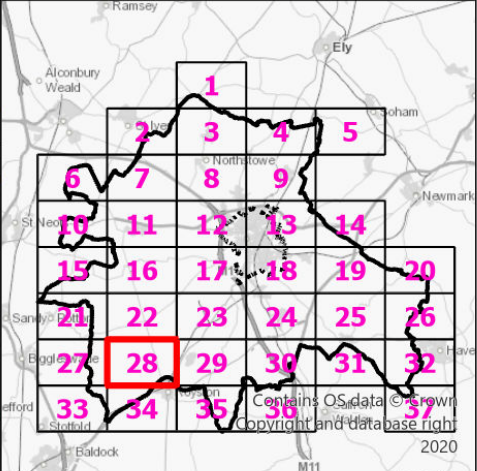 Ramsey
Ely
Alconbury
Weald
1
Soham
2 3 4 5
Northstowe
6 7 8 9
Newmark
St Neo
10 11 12 13 14
15 16 17 18 19 20
Sandy
21 22 23 24 25 26
27 28 29 30 31 32
Have
Royston
Contains OS data © Crown
33 34 35 36 37
Stotfold
Copyright and database right
Baldock
2020
M11